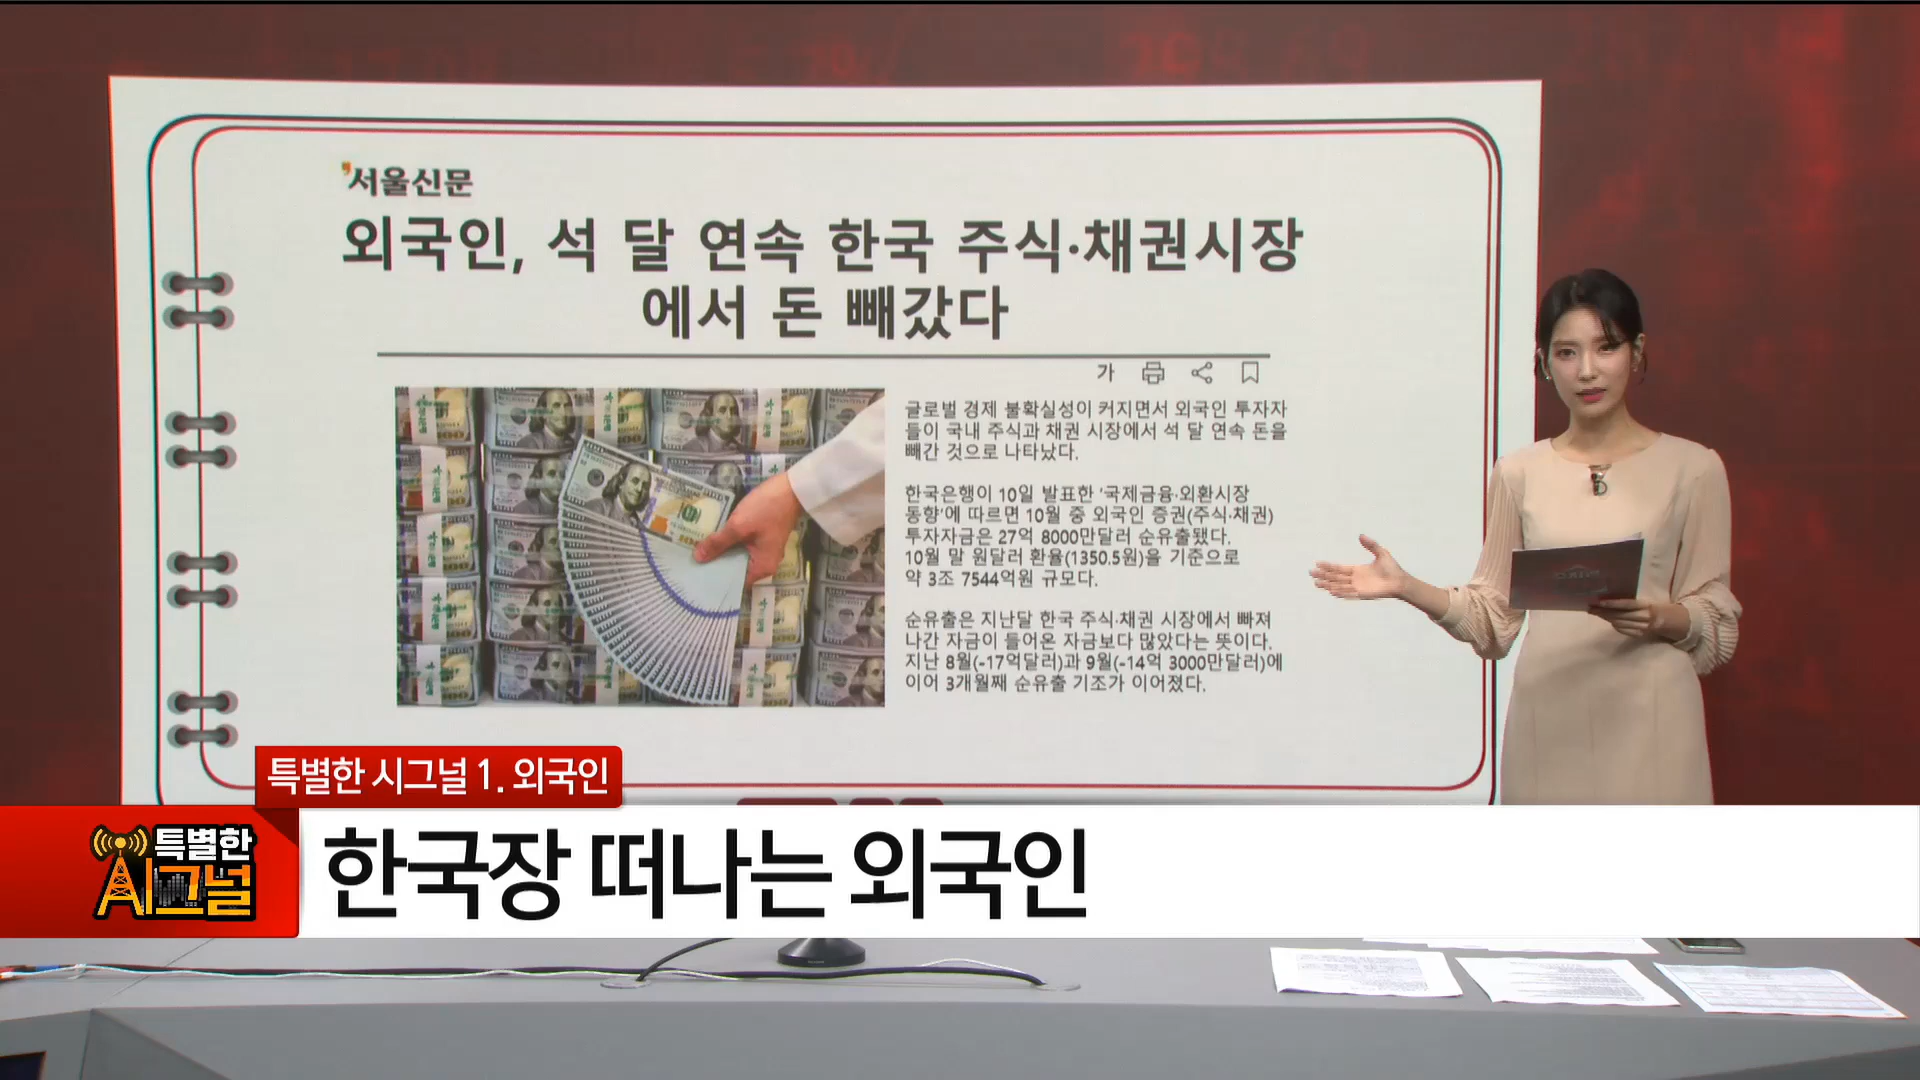 서울신문
외국인, 석 달 연속 한국 주식·채권시장
에서 돈 빼갔다
가
글로벌 경제 불확실성이 커지면서 외국인 투자자
들이 국내 주식과 채권 시장에서 석 달 연속 돈을
빼간 것으로 나타났다.
한국은행이 10일 발표한 '국제금융·외환시장
동향'에 따르면 10월 중 외국인 증권(주식·채권)
투자자금은 27억 8000만달러 순유출됐다.
10월 말 원달러 환율(1350.5원)을 기준으로
약 3조 7544억원 규모다.
순유출은 지난달 한국 주식·채권 시장에서 빠져
나간 자금이 들어온 자금보다 많았다는 뜻이다.
지난 8월(-17억달러)과 9월(-14억 3000만달러)에
이어 3개월째 순유출 기조가 이어졌다.
특별한 시그널 1. 외국인
특별한
시그널
한국장 떠나는 외국인